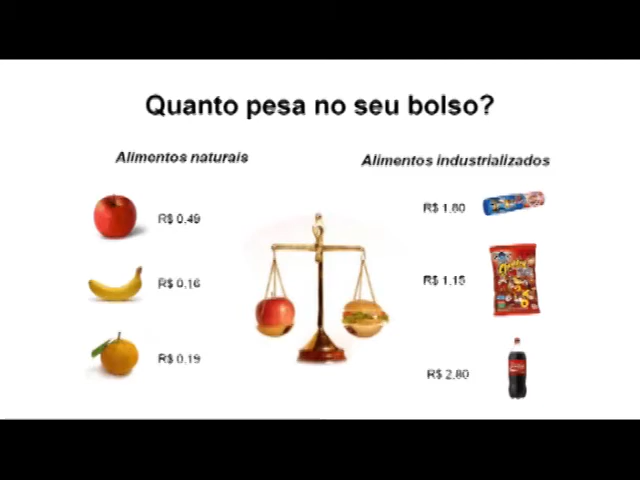 Quanto pesa no seu bolso?
Alimentos naturais
Alimentos industrializados
R$ 0,49
R$ 1,80
R$ 0,16
R$ 1,15
R$ 0,19
R$ 2,80